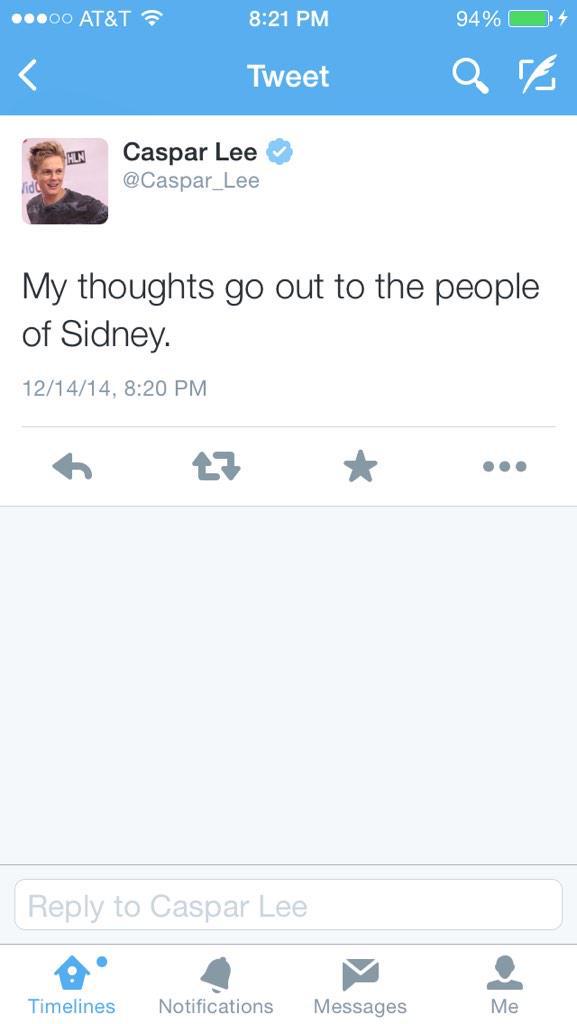 AT&T 8:21 PM 94%
Tweet
HLN
Caspar Lee
@Caspar_Lee
My thoughts go out to the people
of Sidney.
12/14/14, 8:20 PM
Reply to Caspar Lee
Timelines Notifications Messages Me